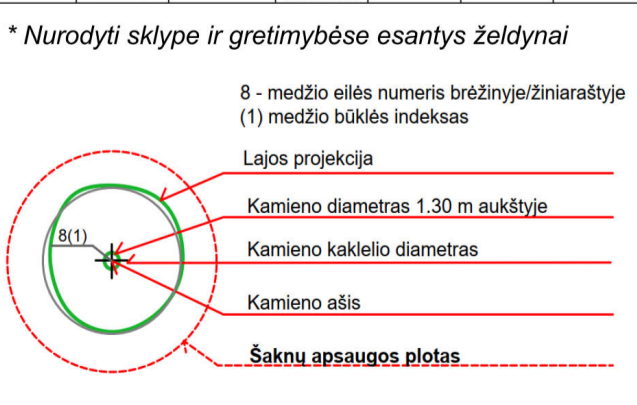 * Nurodyti sklype ir gretimybėse esantys želdynai
8 - medžio eilės numeris brėžinyje/žiniaraštyje
(1) medžio būklės indeksas
Lajos projekcija
Kamieno diametras 1.30 m aukštyje
8(1)
Kamieno kaklelio diametras
Kamieno ašis
Šaknų apsaugos plotas